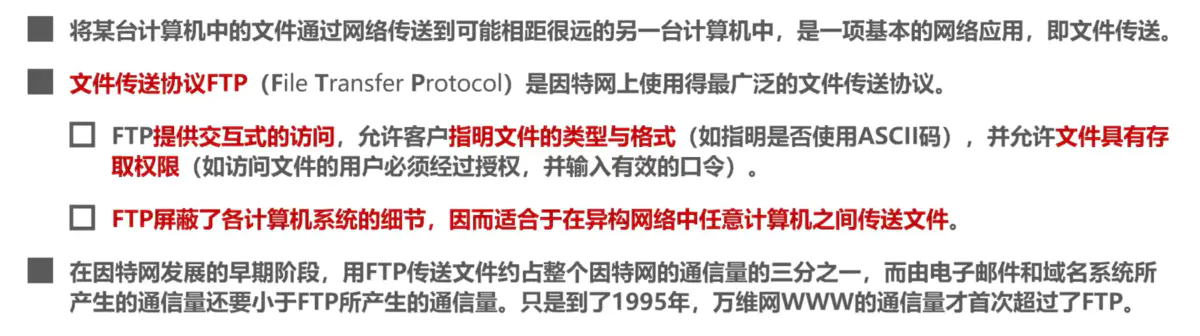 将某台计算机中的文件通过网络传送到可能相距很远的另一台计算机中，是一项基本的网络应用，即文件传送。
文件传送协议FTP（File Transfer Protocol）是因特网上使用得最广泛的文件传送协议。
FTP提供交互式的访问，允许客户指明文件的类型与格式（如指明是否使用ASCII码），并允许文件具有存
取权限（如访问文件的用户必须经过授权，并输入有效的口令）。
FTP屏蔽了各计算机系统的细节，因而适合于在异构网络中任意计算机之间传送文件。
在因特网发展的早期阶段，用FTP传送文件约占整个因特网的通信量的三分之一，而由电子邮件和域名系统所
产生的通信量还要小于FTP所产生的通信量。只是到了1995年，万维网WWW的通信量才首次超过了FTP。